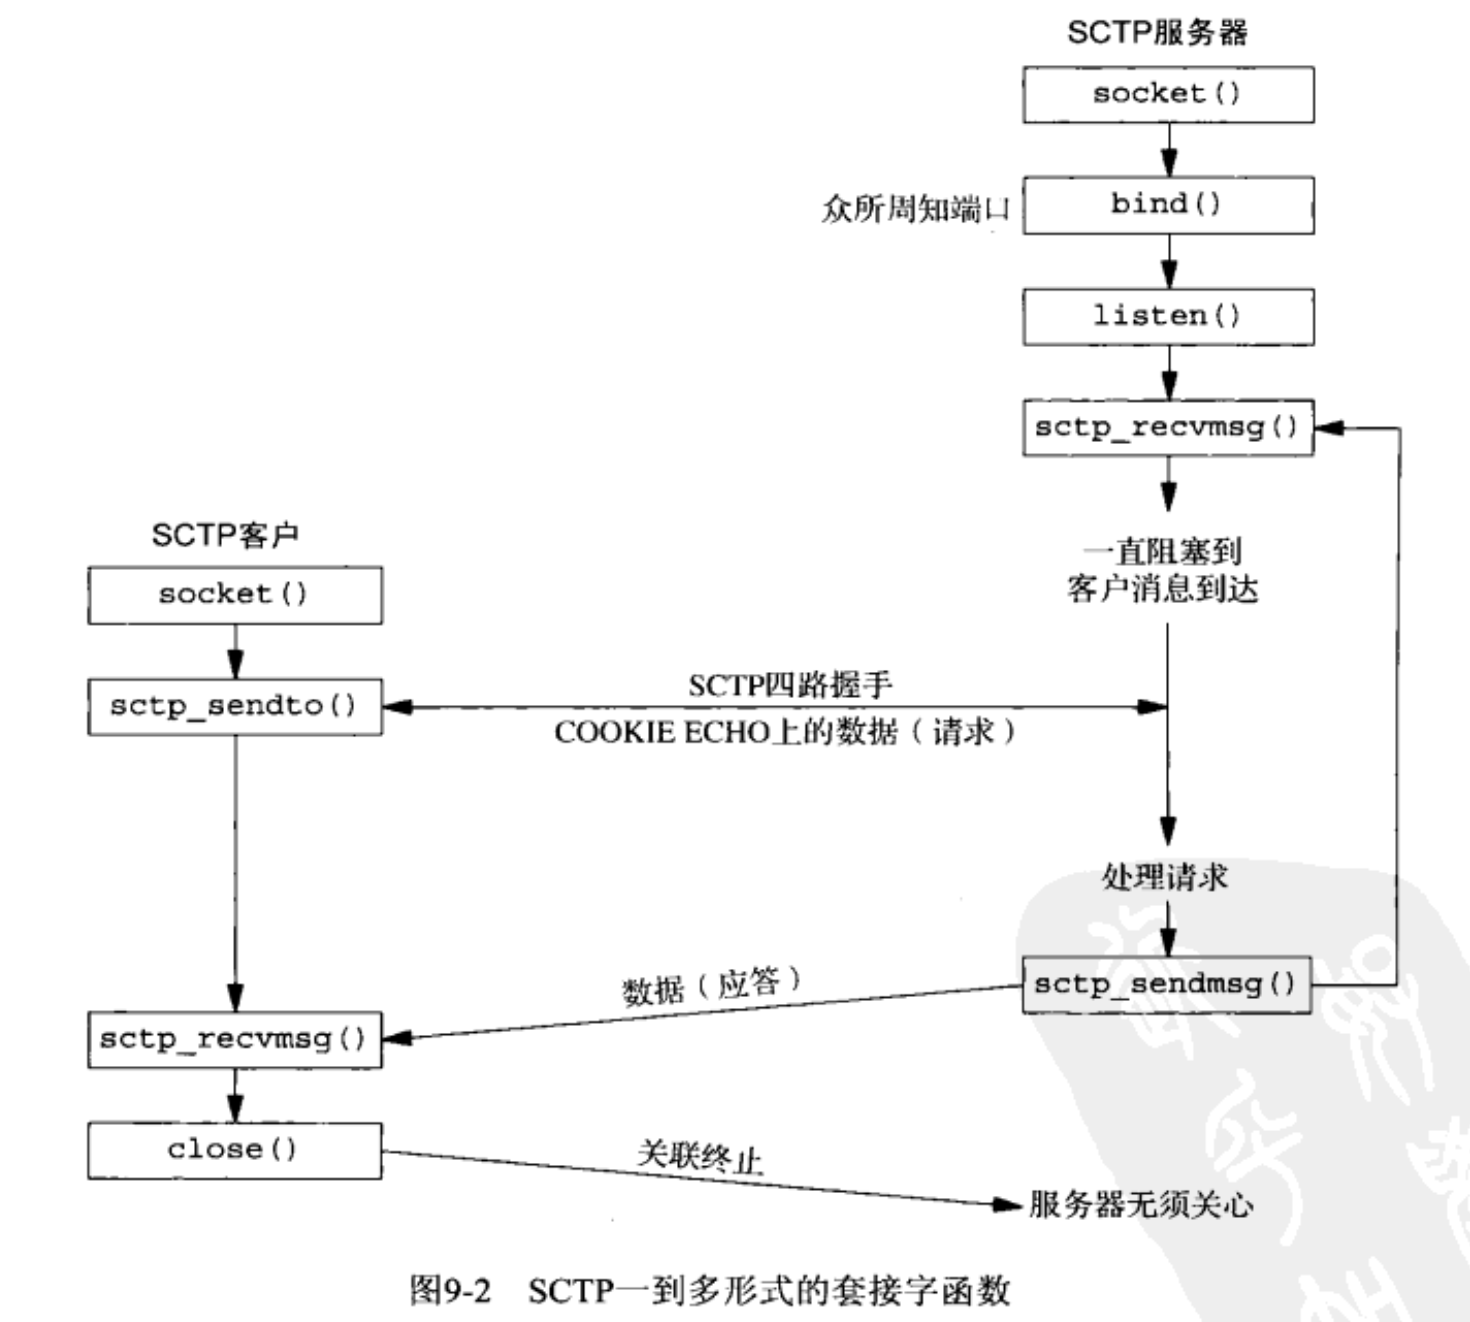 SCTP服务器
socket()
众所周知端口
bind()
listen()
sctp_recvmsg()
一直阻塞到
客户消息到达
SCTP客户
socket()
sctp_sendto()
SCTP四路握手
COOKIE ECHO上的数据（请求）
处理请求
sctp_sendmsg()
数据（应答）
sctp_recvmsg()
close()
关联终止
服务器无须关心
图9-2 SCTP一到多形式的套接字函数